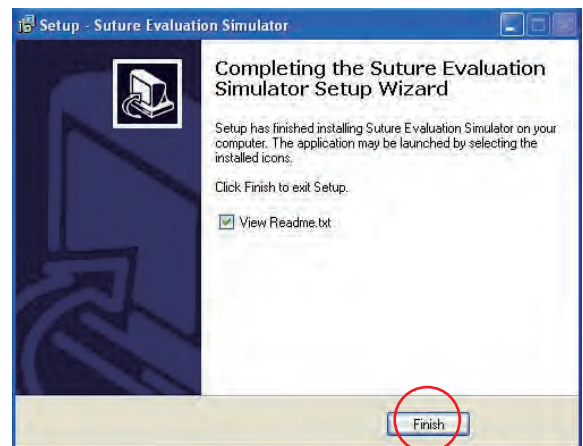 Setup - Suture Evaluation Simulator
Completing the Suture Evaluation
Simulator Setup Wizard
Setup has finished installing Suture Evaluation Simulator on your
computer. The application may be launched by selecting the
installed icons.
Click Finish to exit Setup.
View Readme.txt
Finish